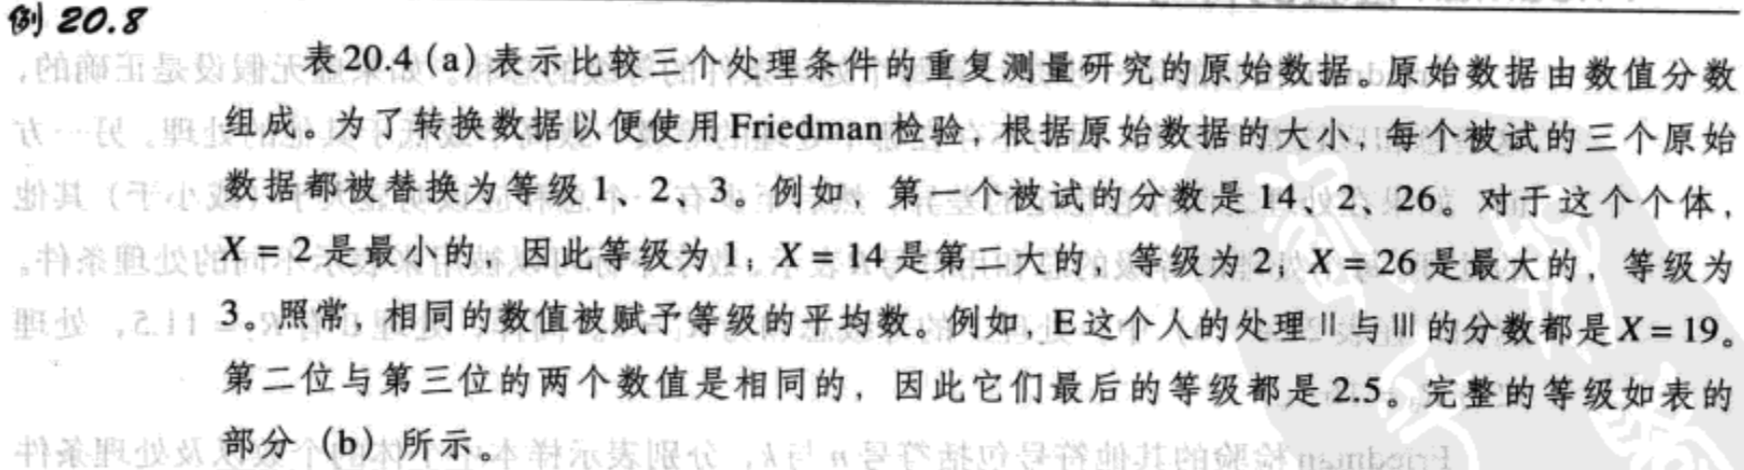 例 20.8
表20.4（a）表示比较三个处理条件的重复测量研究的原始数据。原始数据由数值分数
组成。为了转换数据以便使用Friedman检验，根据原始数据的大小，每个被试的三个原始
数据都被替换为等级1、2、3。例如，第一个被试的分数是14、2、26。对于这个个体，
X = 2 是最小的，因此等级为1；X = 14 是第二大的，等级为2；X = 26是最大的，等级为
3。照常，相同的数值被赋予等级的平均数。例如，E这个人的处理Ⅱ与Ⅲ的分数都是X = 19。
第二位与第三位的两个数值是相同的，因此它们最后的等级都是2.5。完整的等级如表的
部分（b）所示。